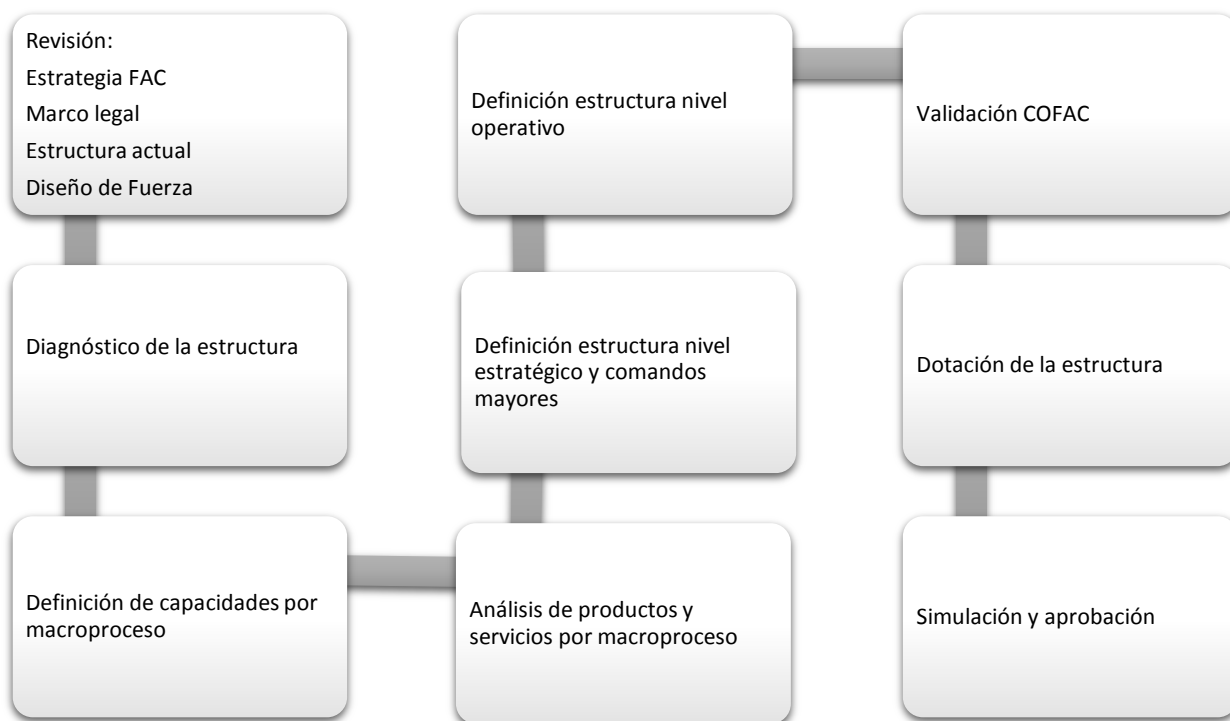 Revisión:
Estrategia FAC
Marco legal
Estructura actual
Diseño de Fuerza
Diagnóstico de la estructura
Definición de capacidades por
macroproceso
Análisis de productos y
servicios por macroproceso
Definición estructura nivel
estratégico y comandos
mayores
Definición estructura nivel
operativo
Validación COFAC
Dotación de la estructura
Simulación y aprobación